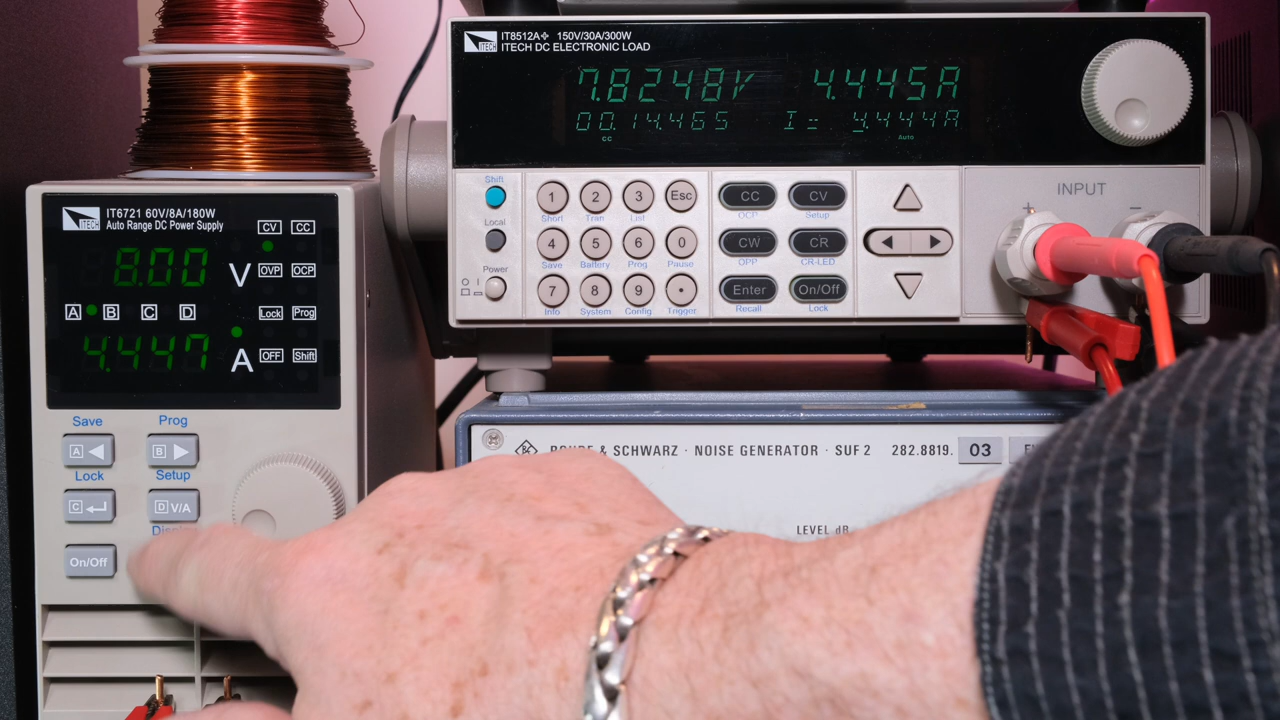 ITECH
IT8512A+ 150V/30A/300W
ITECH DC ELECTRONIC LOAD
7.8248V 4.445A
00.14.465 I = 4.444A
CC Auto
Shift
Local
Power
O I
1 2 3 Esc
Short Tran List
4 5 6 0
Save Battery Prog Pause
7 8 9 •
Info System Config Trigger
CC CV
OCP Setup
CW CR
OPP CR-LED
Enter On/Off
Recall Lock
INPUT
+ −
ITECH
IT6721 60V/8A/180W
Auto Range DC Power Supply
CV CC
8.00 V
OVP OCP
A B C D
Lock Prog
4.447 A
OFF Shift
Save Prog
A B
Lock Setup
C D V/A
On/Off
ROHDE & SCHWARZ · NOISE GENERATOR · SUF 2 282.8819. 03
LEVEL dB